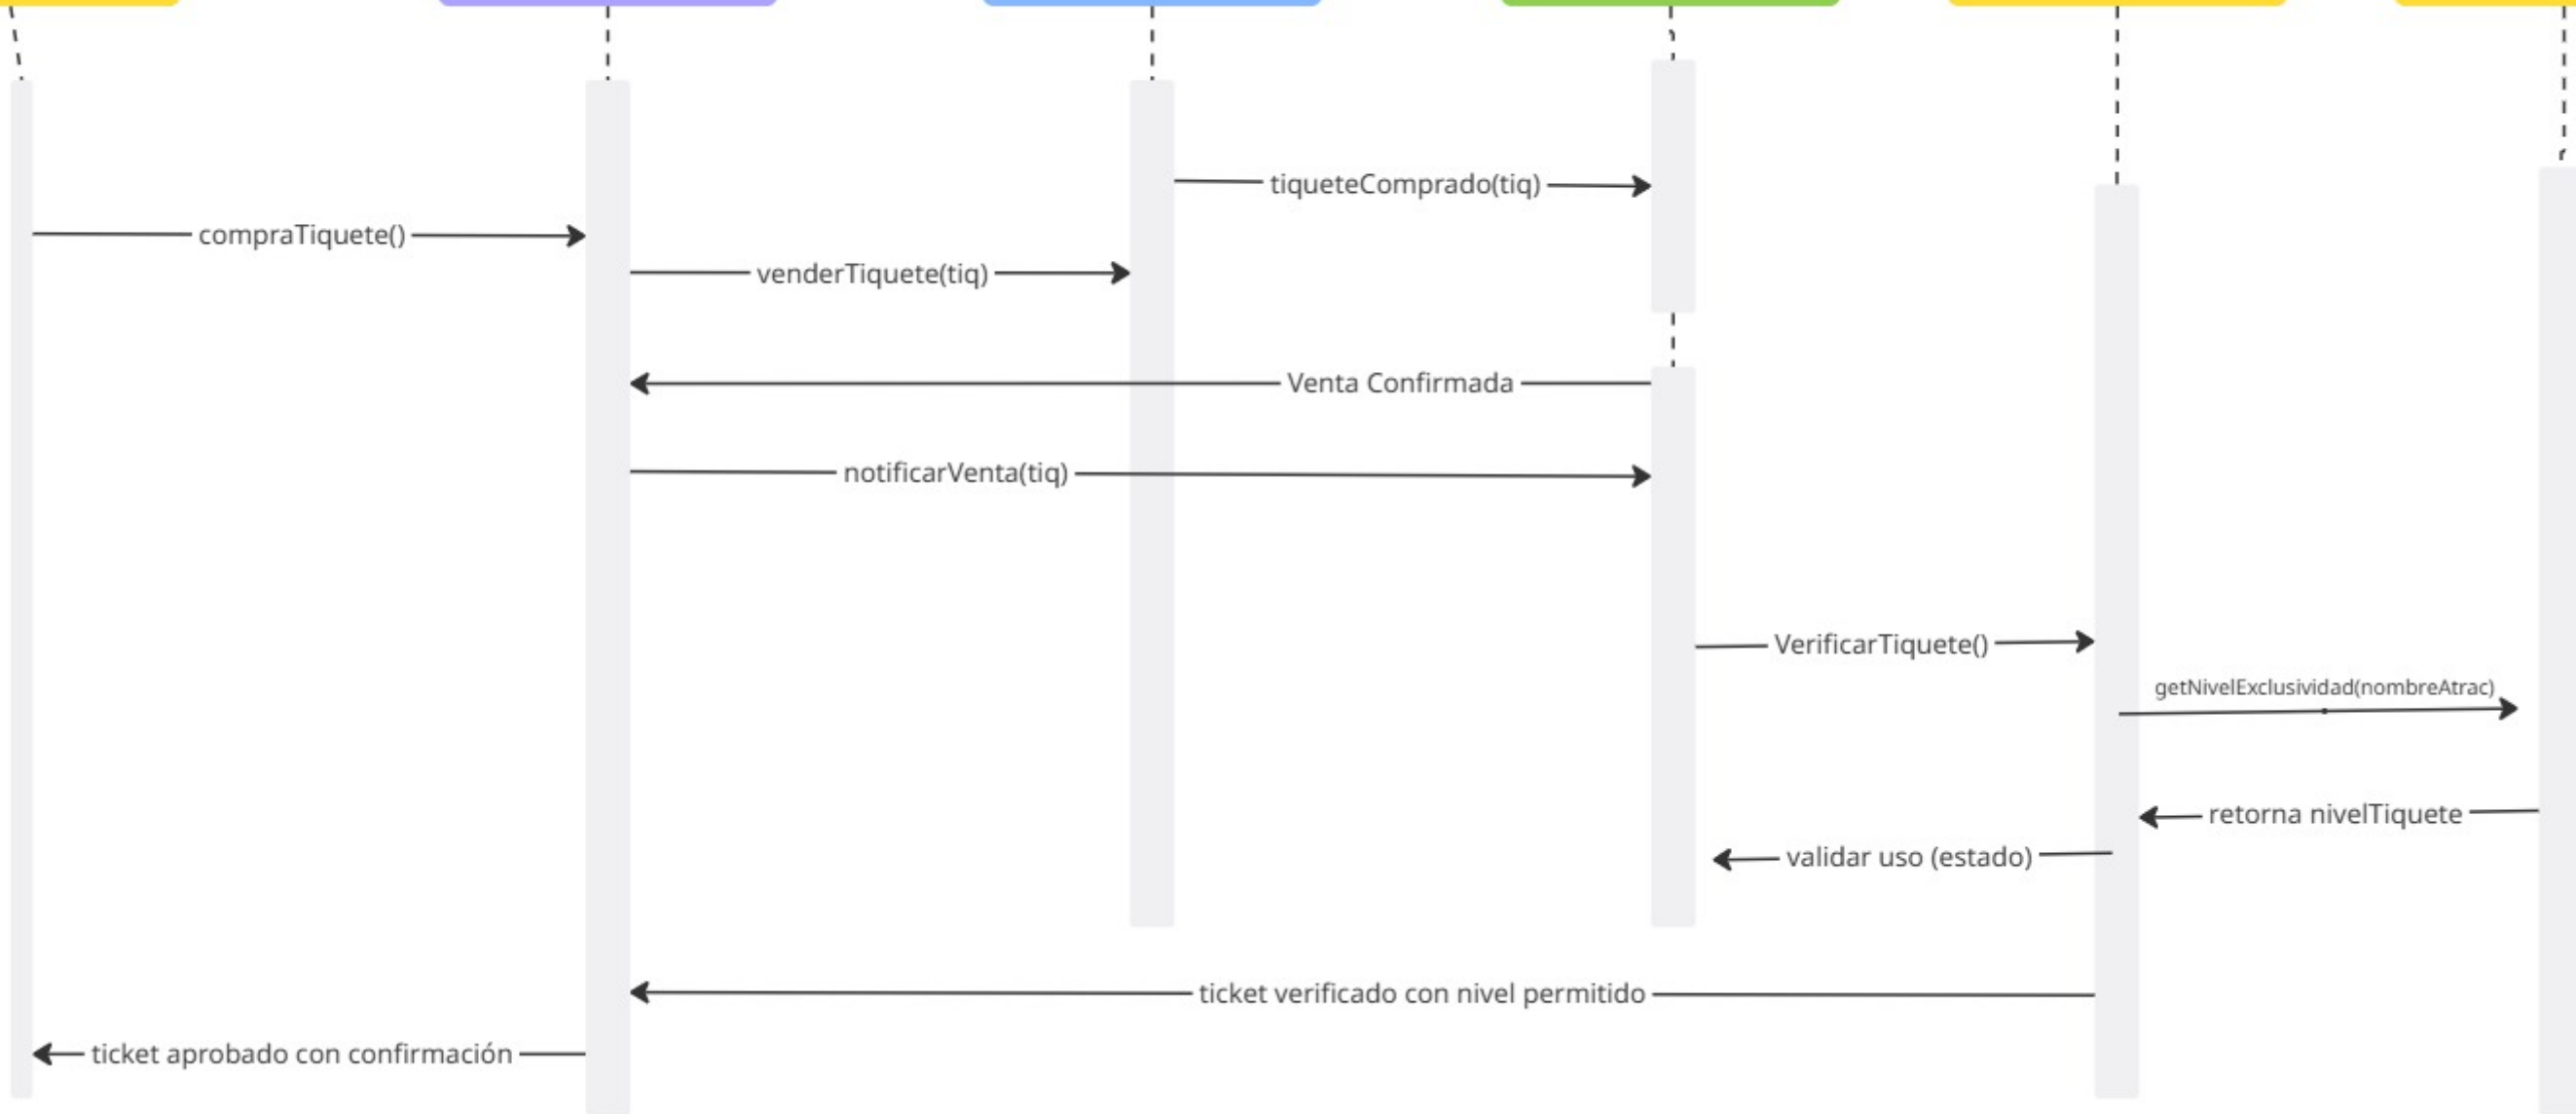 tiqueteComprado(tiq)
compraTiquete()
venderTiquete(tiq)
Venta Confirmada
notificarVenta(tiq)
VerificarTiquete()
getNivelExclusividad(nombreAtrac)
retorna nivelTiquete
validar uso (estado)
ticket verificado con nivel permitido
ticket aprobado con confirmación